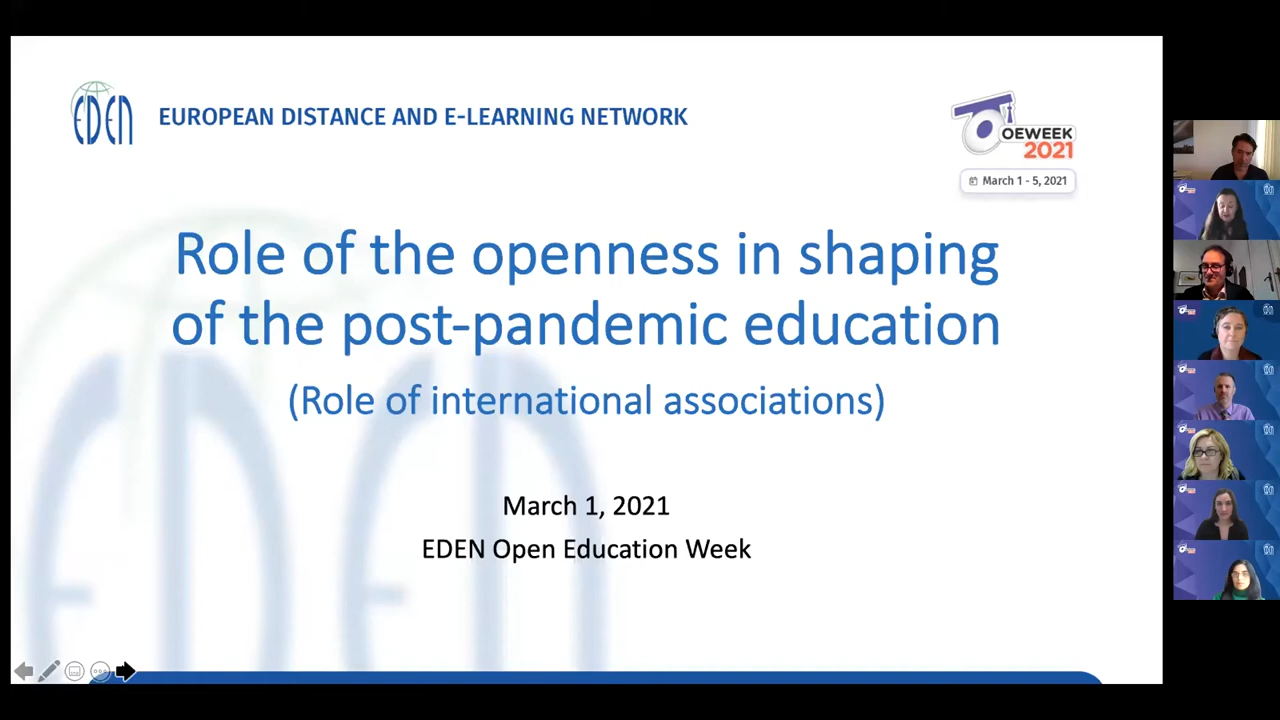 EDEN
EUROPEAN DISTANCE AND E-LEARNING NETWORK
OEWEEK
2021
March 1 - 5, 2021
Role of the openness in shaping
of the post-pandemic education
(Role of international associations)
March 1, 2021
EDEN Open Education Week